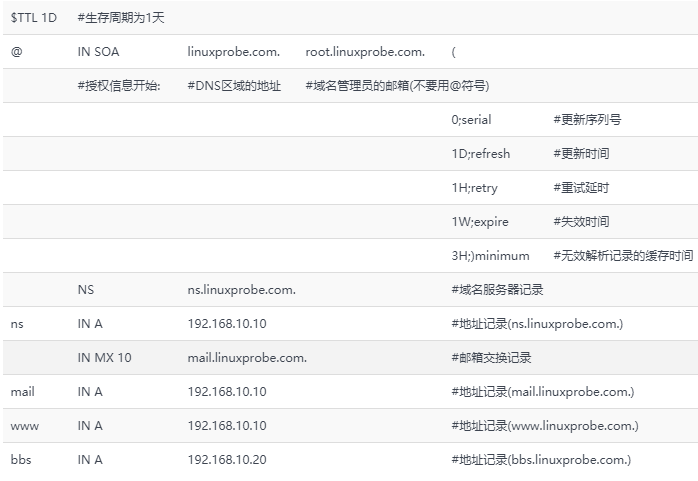 $TTL 1D #生存周期为1天
@ IN SOA linuxprobe.com. root.linuxprobe.com. (
#授权信息开始: #DNS区域的地址 #域名管理员的邮箱(不要用@符号)
0;serial #更新序列号
1D;refresh #更新时间
1H;retry #重试延时
1W;expire #失效时间
3H;)minimum #无效解析记录的缓存时间
NS ns.linuxprobe.com. #域名服务器记录
ns IN A 192.168.10.10 #地址记录(ns.linuxprobe.com.)
IN MX 10 mail.linuxprobe.com. #邮箱交换记录
mail IN A 192.168.10.10 #地址记录(mail.linuxprobe.com.)
www IN A 192.168.10.10 #地址记录(www.linuxprobe.com.)
bbs IN A 192.168.10.20 #地址记录(bbs.linuxprobe.com.)